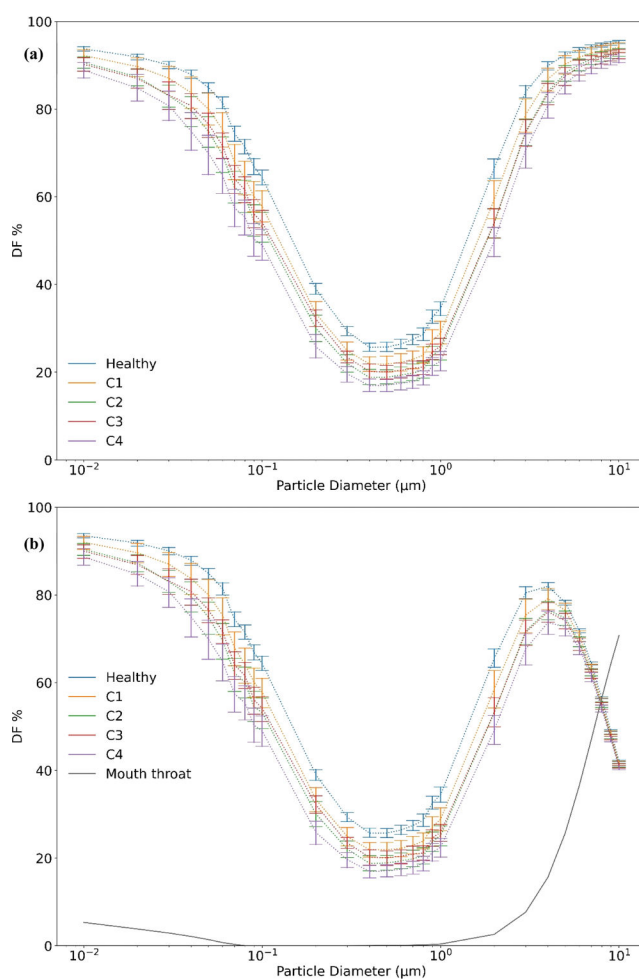 100
(a)
80
60
DF %
40
20
0
Healthy
C1
C2
C3
C4
10⁻²
10⁻¹
10⁰
10¹
Particle Diameter (μm)
100
(b)
80
60
DF %
40
20
0
Healthy
C1
C2
C3
C4
Mouth throat
10⁻²
10⁻¹
10⁰
10¹
Particle Diameter (μm)